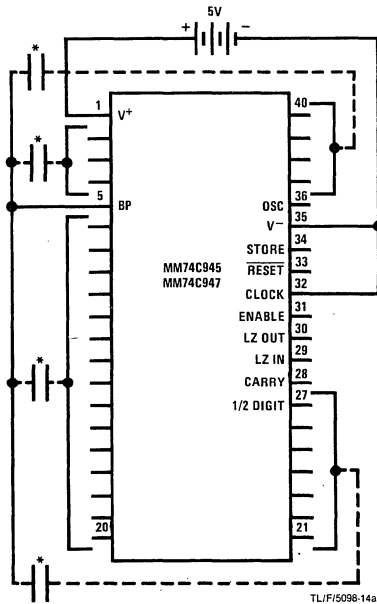 5V
+ −
*
1 V+ 40
*
5 BP OSC 36
V− 35
STORE 34
MM74C945 RESET 33
MM74C947 CLOCK 32
ENABLE 31
LZ OUT 30
LZ IN 29
* CARRY 28
1/2 DIGIT 27
20 21
*
TL/F/5098-14a